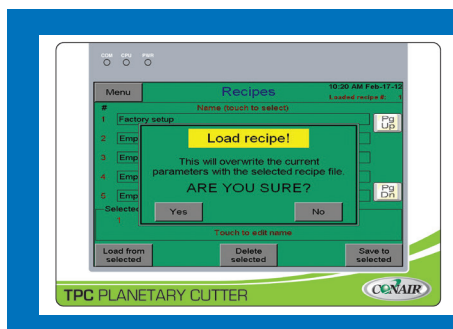 COM CPU PWR
Menu
Recipes
10:20 AM Feb-17-12
Loaded recipe #: 1
# Name (touch to select)
1 Factory setup
Pg Up
2 Emp
3 Emp
4 Emp
5 Emp
Pg Dn
Load recipe!
This will overwrite the current
parameters with the selected recipe file.
ARE YOU SURE?
Yes
No
Selected
1
Touch to edit name
Load from selected
Delete selected
Save to selected
TPC PLANETARY CUTTER
CONAIR